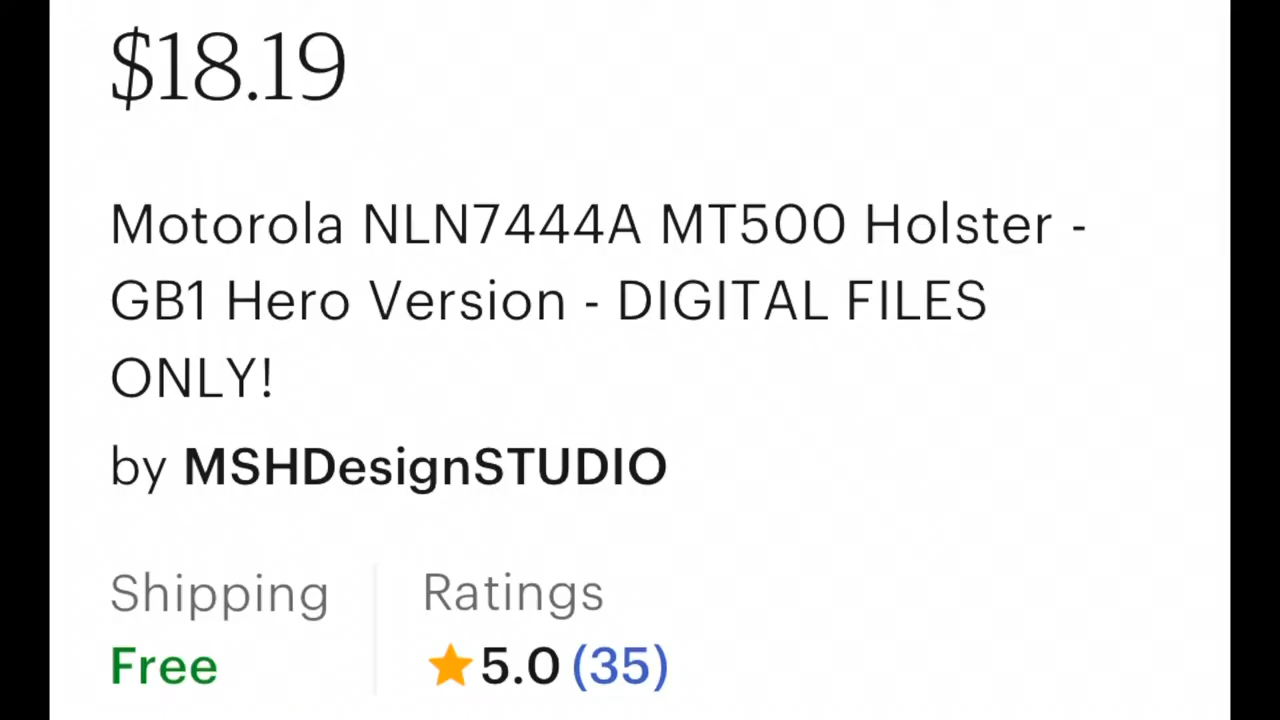 $18.19
Motorola NLN7444A MT500 Holster -
GB1 Hero Version - DIGITAL FILES
ONLY!
by MSHDesignSTUDIO
Shipping
Free
Ratings
5.0 (35)